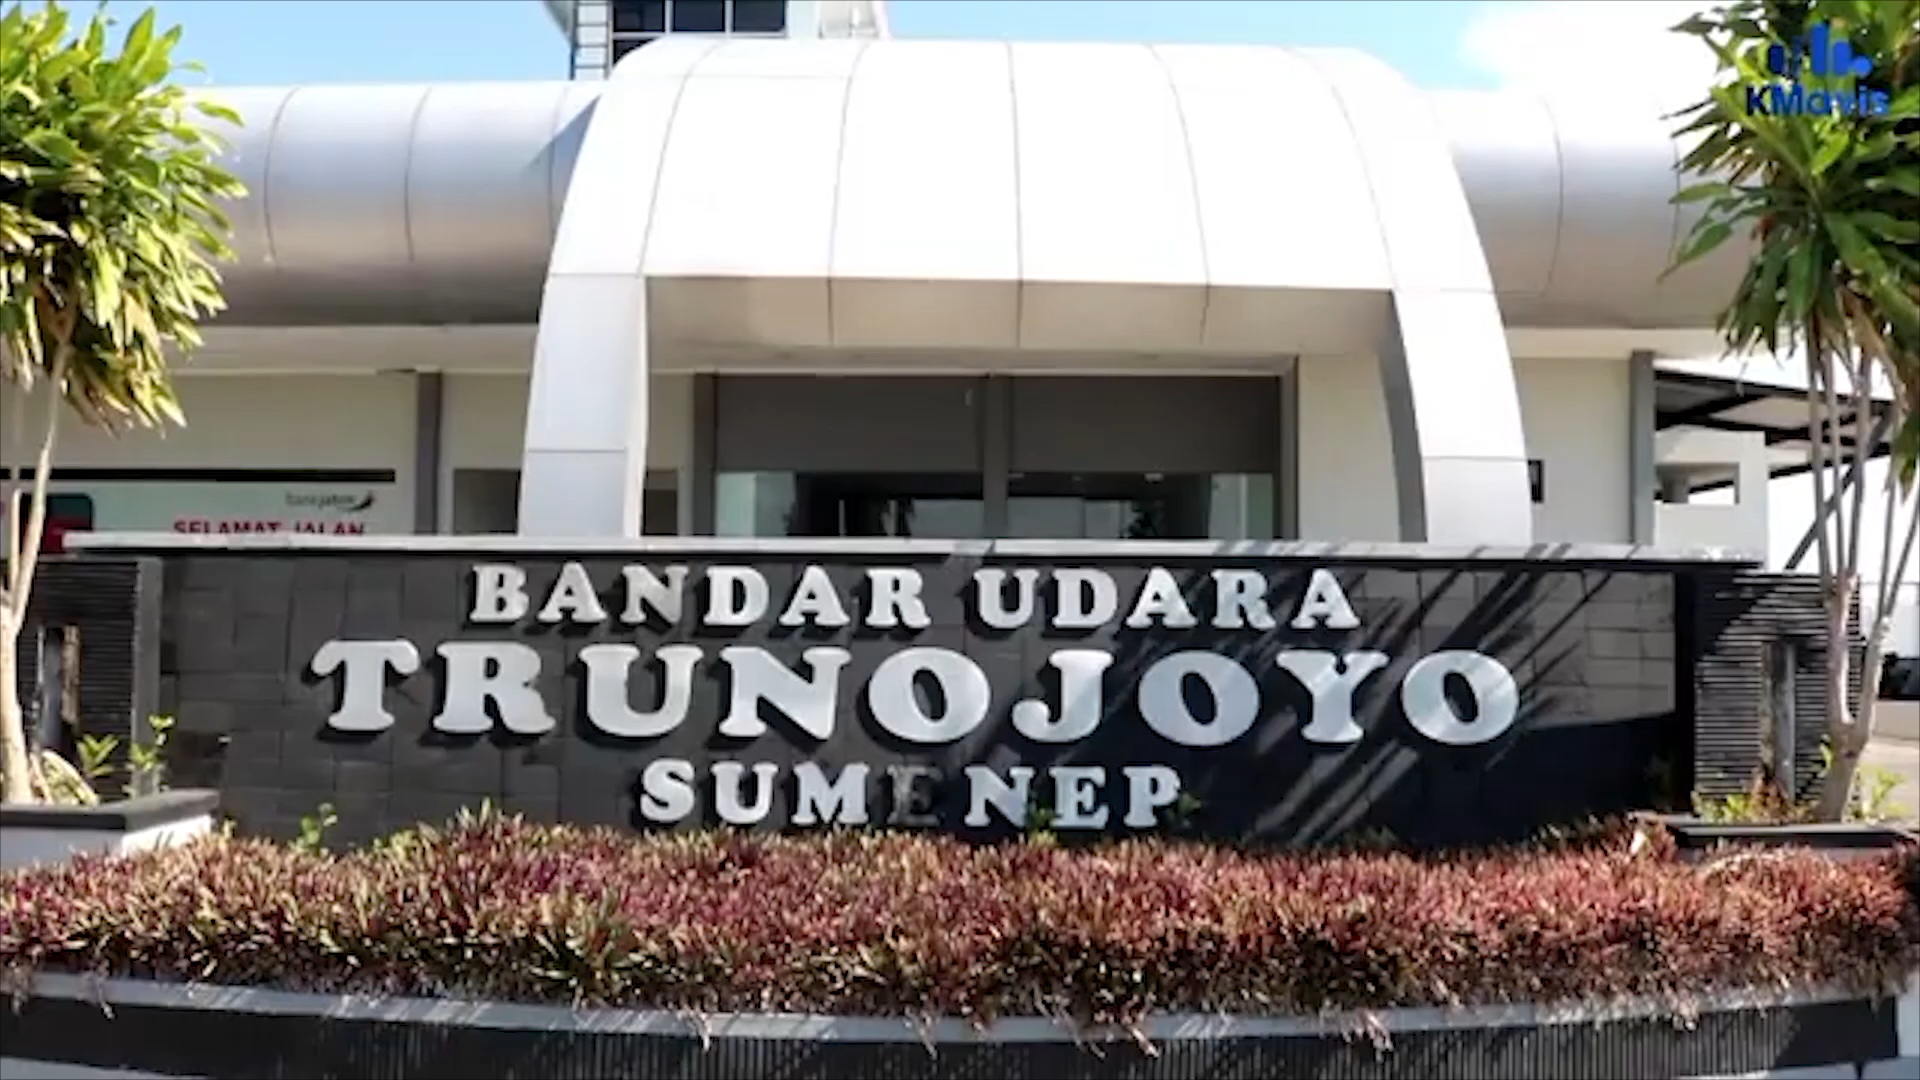 KMavis
bankjatim
SELAMAT JALAN
BANDAR UDARA
TRUNOJOYO
SUMENEP